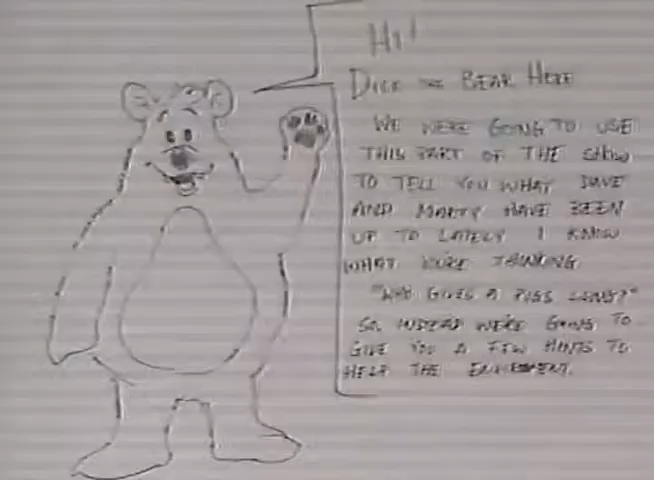 Hi!
DICK THE BEAR HERE
WE WERE GOING TO USE
THIS PART OF THE SHOW
TO TELL YOU WHAT DAVE
AND MARTY HAVE BEEN
UP TO LATELY I KNOW
WHAT YOU'RE THINKING
"WHO GIVES A PISS
SO INSTEAD WE'RE GOING TO
GIVE YOU A FEW HINTS TO
HELP THE ENVIRONMENT.